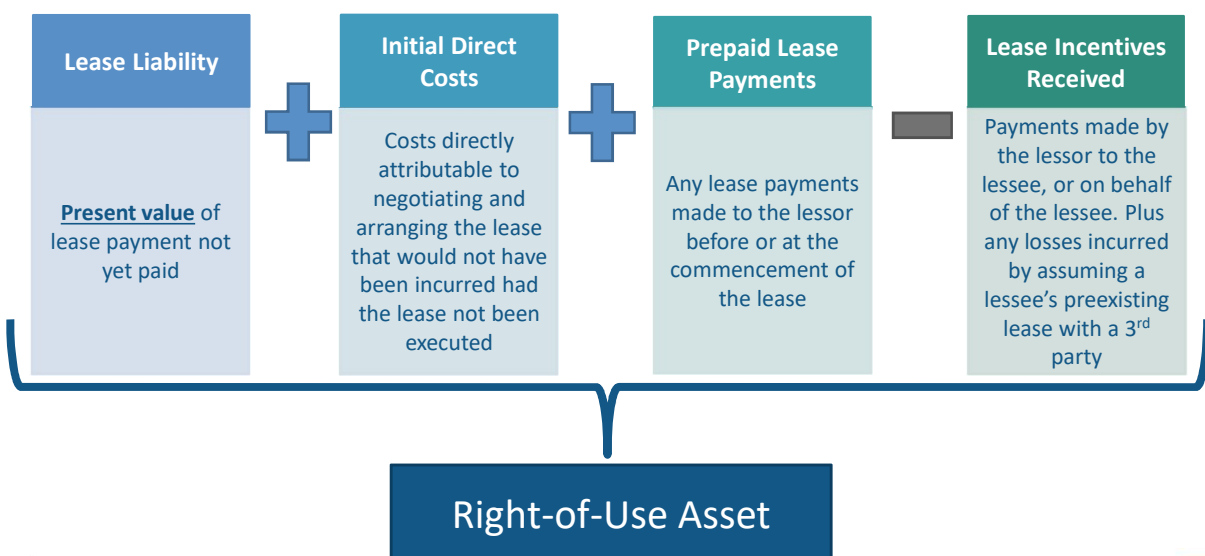 Lease Liability
Present value of
lease payment not
yet paid
Initial Direct
Costs
Costs directly
attributable to
negotiating and
arranging the lease
that would not have
been incurred had
the lease not been
executed
Prepaid Lease
Payments
Any lease payments
made to the lessor
before or at the
commencement of
the lease
Lease Incentives
Received
Payments made by
the lessor to the
lessee, or on behalf
of the lessee. Plus
any losses incurred
by assuming a
lessee’s preexisting
lease with a 3rd
party
Right-of-Use Asset